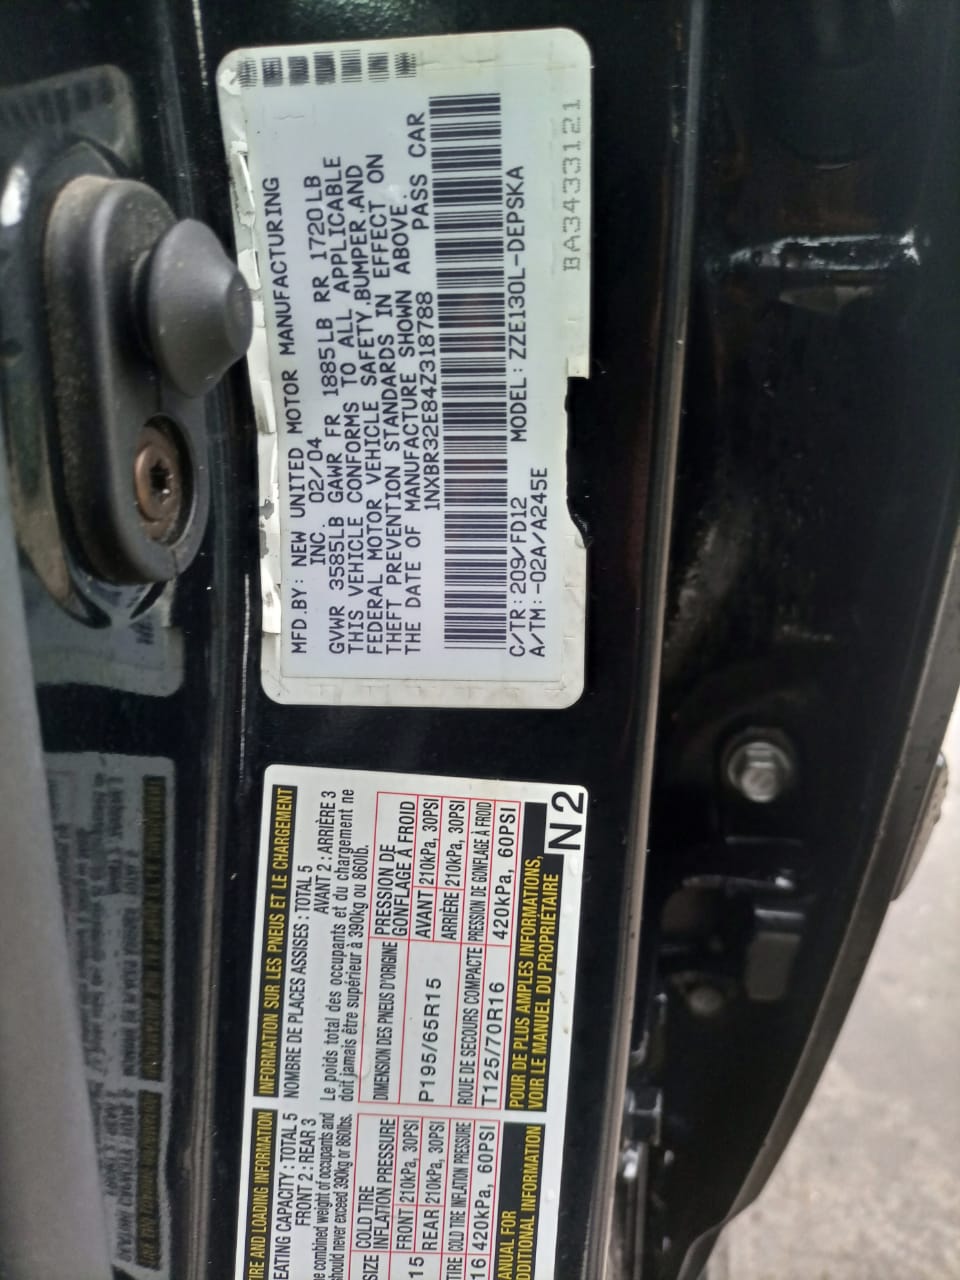 MFD.BY: NEW UNITED MOTOR MANUFACTURING
INC. 02/04
GVWR 3585LB GAWR FR 1885LB RR 1720LB
THIS VEHICLE CONFORMS TO ALL APPLICABLE
FEDERAL MOTOR VEHICLE SAFETY,BUMPER,AND
THEFT PREVENTION STANDARDS IN EFFECT ON
THE DATE OF MANUFACTURE SHOWN ABOVE.
1NXBR32E84Z318788 PASS CAR
C/TR: 209/FD12 MODEL: ZZE130L-DEPSKA
A/TM: -02A/A245E
BA3433121
INFORMATION SUR LES PNEUS ET LE CHARGEMENT
NOMBRE DE PLACES ASSISES : TOTAL 5
AVANT 2 : ARRIÈRE 3
Le poids total des occupants et du chargement ne
doit jamais être supérieur à 390kg ou 860lb.
DIMENSION DES PNEUS D'ORIGINE
PRESSION DE
GONFLAGE À FROID
P195/65R15
AVANT 210kPa, 30PSI
ARRIÈRE 210kPa, 30PSI
ROUE DE SECOURS COMPACTE PRESSION DE GONFLAGE À FROID
T125/70R16 420kPa, 60PSI
POUR DE PLUS AMPLES INFORMATIONS,
VOIR LE MANUEL DU PROPRIÉTAIRE
N2
TIRE AND LOADING INFORMATION
EATING CAPACITY : TOTAL 5
FRONT 2 : REAR 3
combined weight of occupants and
should never exceed 390kg or 860lbs.
SIZE
COLD TIRE
INFLATION PRESSURE
15
FRONT 210kPa, 30PSI
REAR 210kPa, 30PSI
TIRE COLD TIRE INFLATION PRESSURE
16 420kPa, 60PSI
ANUAL FOR
DDITIONAL INFORMATION